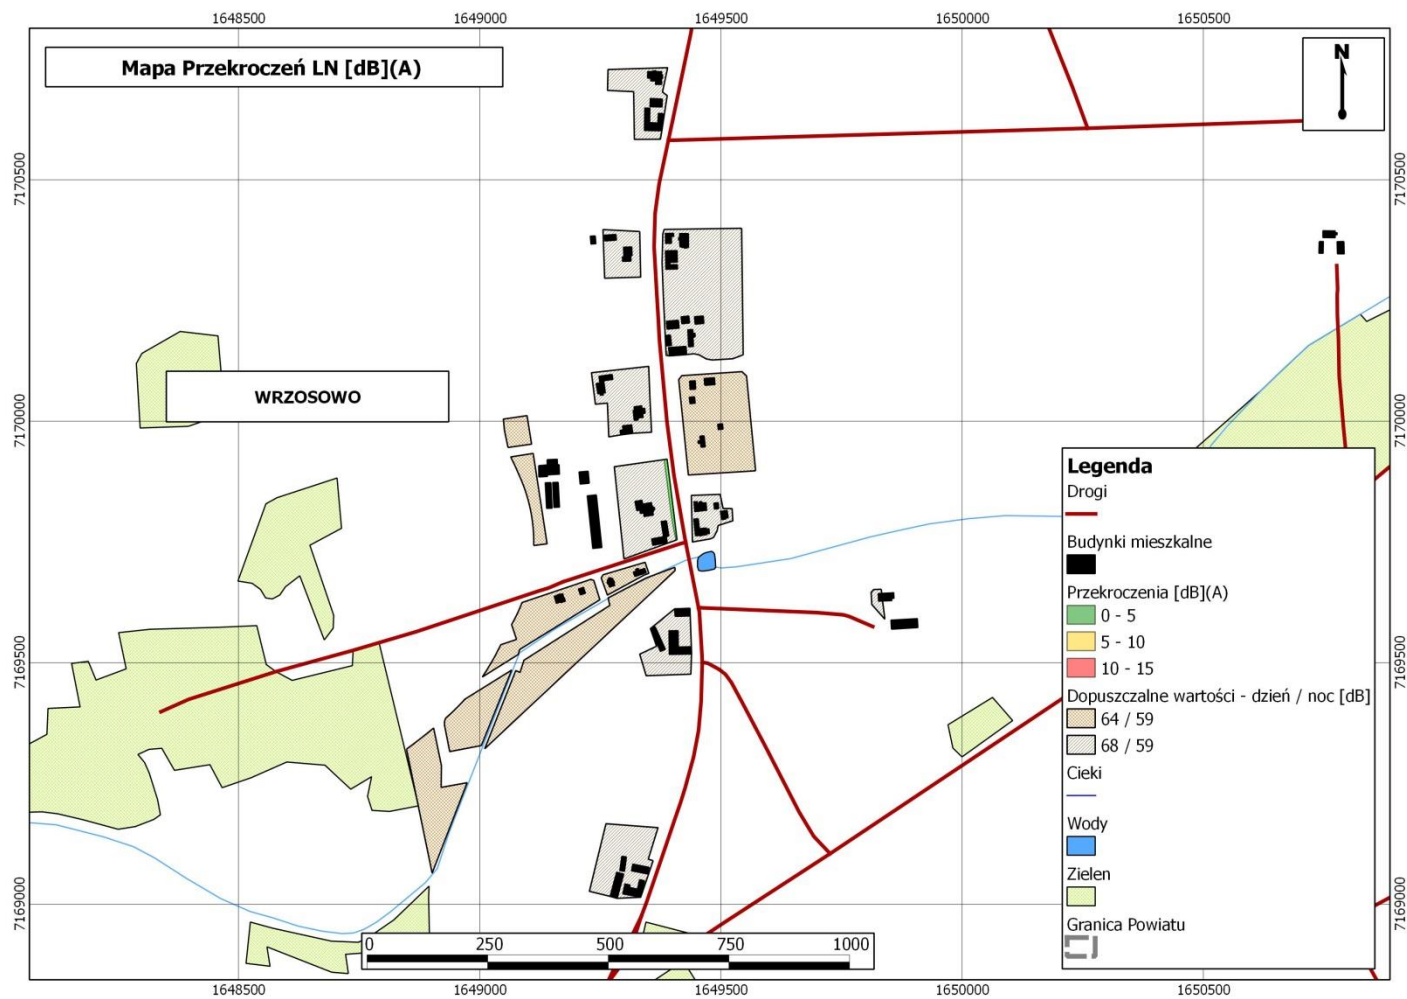 1648500 1649000 1649500 1650000 1650500
Mapa Przekroczeń LN [dB](A)
N
7170500 7170500
WRZOSOWO
7170000 7170000
Legenda
Drogi
Budynki mieszkalne
Przekroczenia [dB](A)
0 - 5
5 - 10
10 - 15
7169500 7169500
Dopuszczalne wartości - dzień / noc [dB]
64 / 59
68 / 59
Cieki
Wody
Zielen
7169000 7169000
Granica Powiatu
0 250 500 750 1000
1648500 1649000 1649500 1650000 1650500